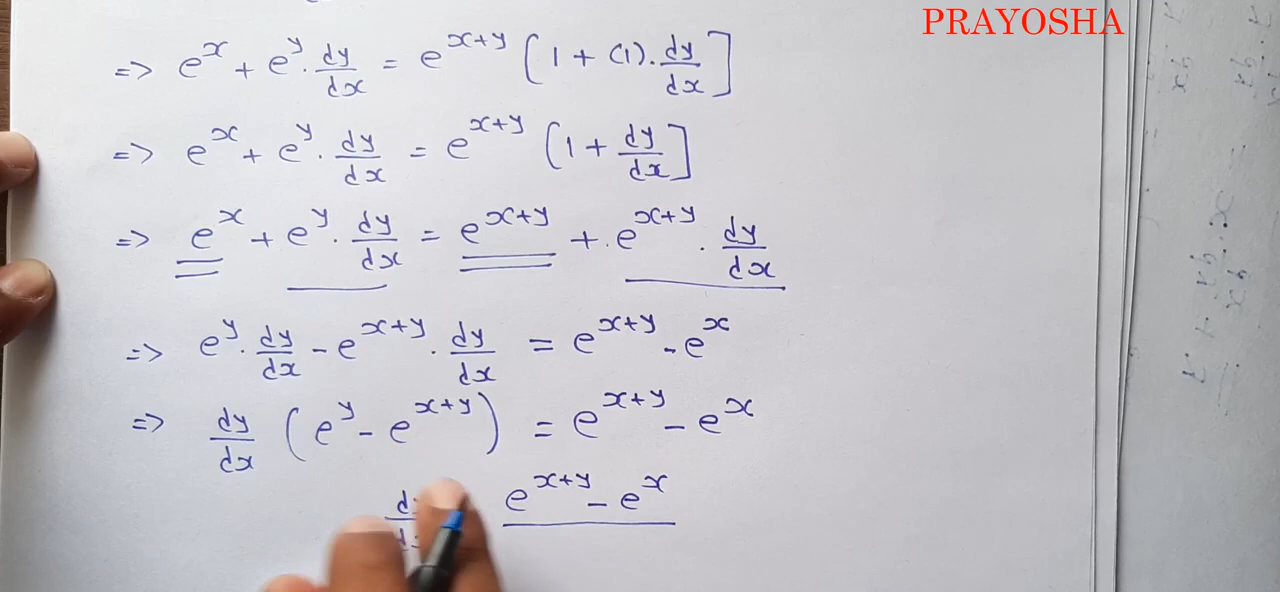 PRAYOSHA
=> e^x + e^y . dy/dx = e^(x+y) [1 + (1). dy/dx]
=> e^x + e^y . dy/dx = e^(x+y) [1 + dy/dx]
=> e^x + e^y . dy/dx = e^(x+y) + . e^(x+y) . dy/dx
=> e^y . dy/dx - e^(x+y) . dy/dx = e^(x+y) - e^x
=> dy/dx (e^y - e^(x+y)) = e^(x+y) - e^x
e^(x+y) - e^x